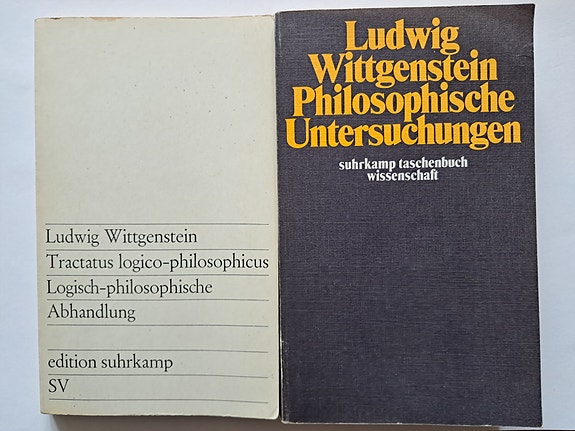 Ludwig Wittgenstein
Tractatus logico-philosophicus
Logisch-philosophische
Abhandlung
edition suhrkamp
SV
Ludwig
Wittgenstein
Philosophische
Untersuchungen
suhrkamp taschenbuch
wissenschaft